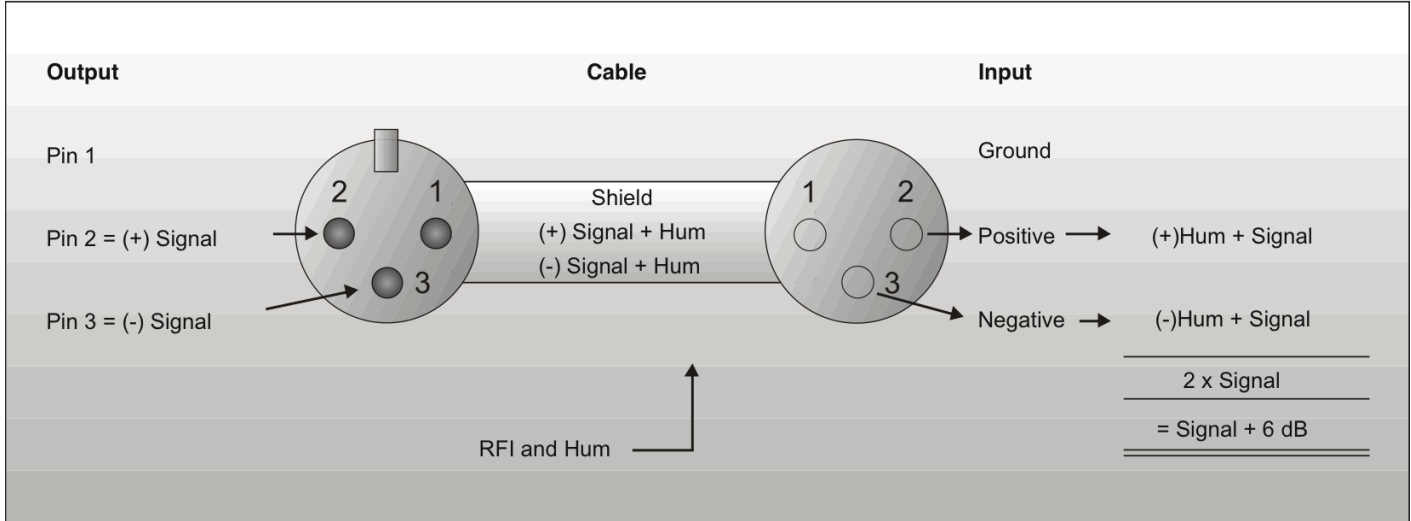 Output Cable Input
Pin 1
Ground
2 1
Shield
1 2
Pin 2 = (+) Signal
(+) Signal + Hum
Positive
(+)Hum + Signal
(-) Signal + Hum
3
3
Pin 3 = (-) Signal
Negative
(-)Hum + Signal
2 x Signal
= Signal + 6 dB
RFI and Hum